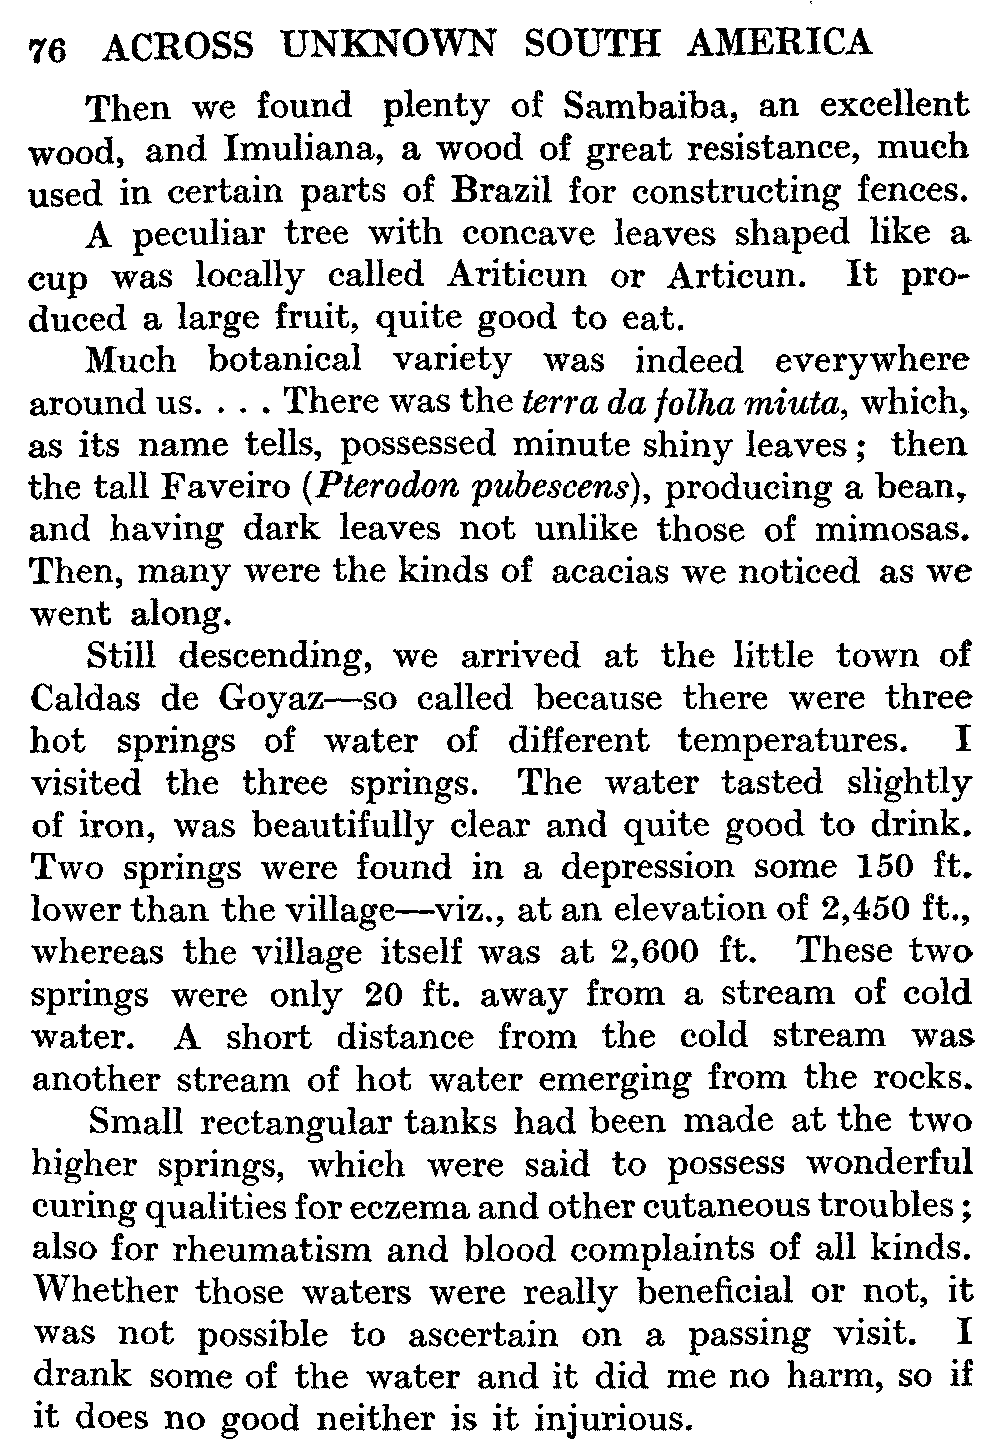 76 ACROSS UNKNOWN SOUTH AMERICA
Then we found plenty of Sambaiba, an excellent
wood, and Imuliana, a wood of great resistance, much
used in certain parts of Brazil for constructing fences.
A peculiar tree with concave leaves shaped like a
cup was locally called Ariticun or Articun. It pro-
duced a large fruit, quite good to eat.
Much botanical variety was indeed everywhere
around us. . . . There was the terra da folha miuta, which,
as its name tells, possessed minute shiny leaves; then
the tall Faveiro (Pterodon pubescens), producing a bean,
and having dark leaves not unlike those of mimosas.
Then, many were the kinds of acacias we noticed as we
went along.
Still descending, we arrived at the little town of
Caldas de Goyaz—so called because there were three
hot springs of water of different temperatures. I
visited the three springs. The water tasted slightly
of iron, was beautifully clear and quite good to drink.
Two springs were found in a depression some 150 ft.
lower than the village—viz., at an elevation of 2,450 ft.,
whereas the village itself was at 2,600 ft. These two
springs were only 20 ft. away from a stream of cold
water. A short distance from the cold stream was
another stream of hot water emerging from the rocks.
Small rectangular tanks had been made at the two
higher springs, which were said to possess wonderful
curing qualities for eczema and other cutaneous troubles;
also for rheumatism and blood complaints of all kinds.
Whether those waters were really beneficial or not, it
was not possible to ascertain on a passing visit. I
drank some of the water and it did me no harm, so if
it does no good neither is it injurious.